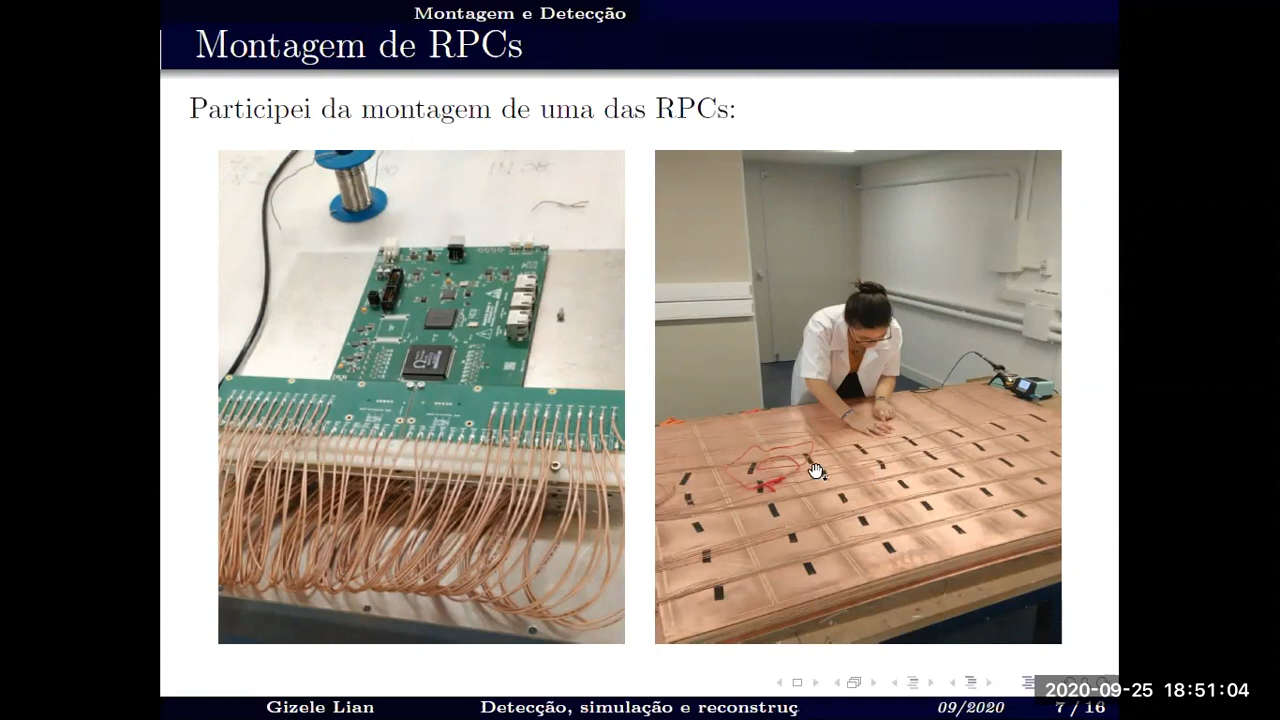 Montagem e Detecção
Montagem de RPCs
Participei da montagem de uma das RPCs:
Gizele Lian
Detecção, simulação e reconstruç
09/2020
7 / 16
2020-09-25 18:51:04